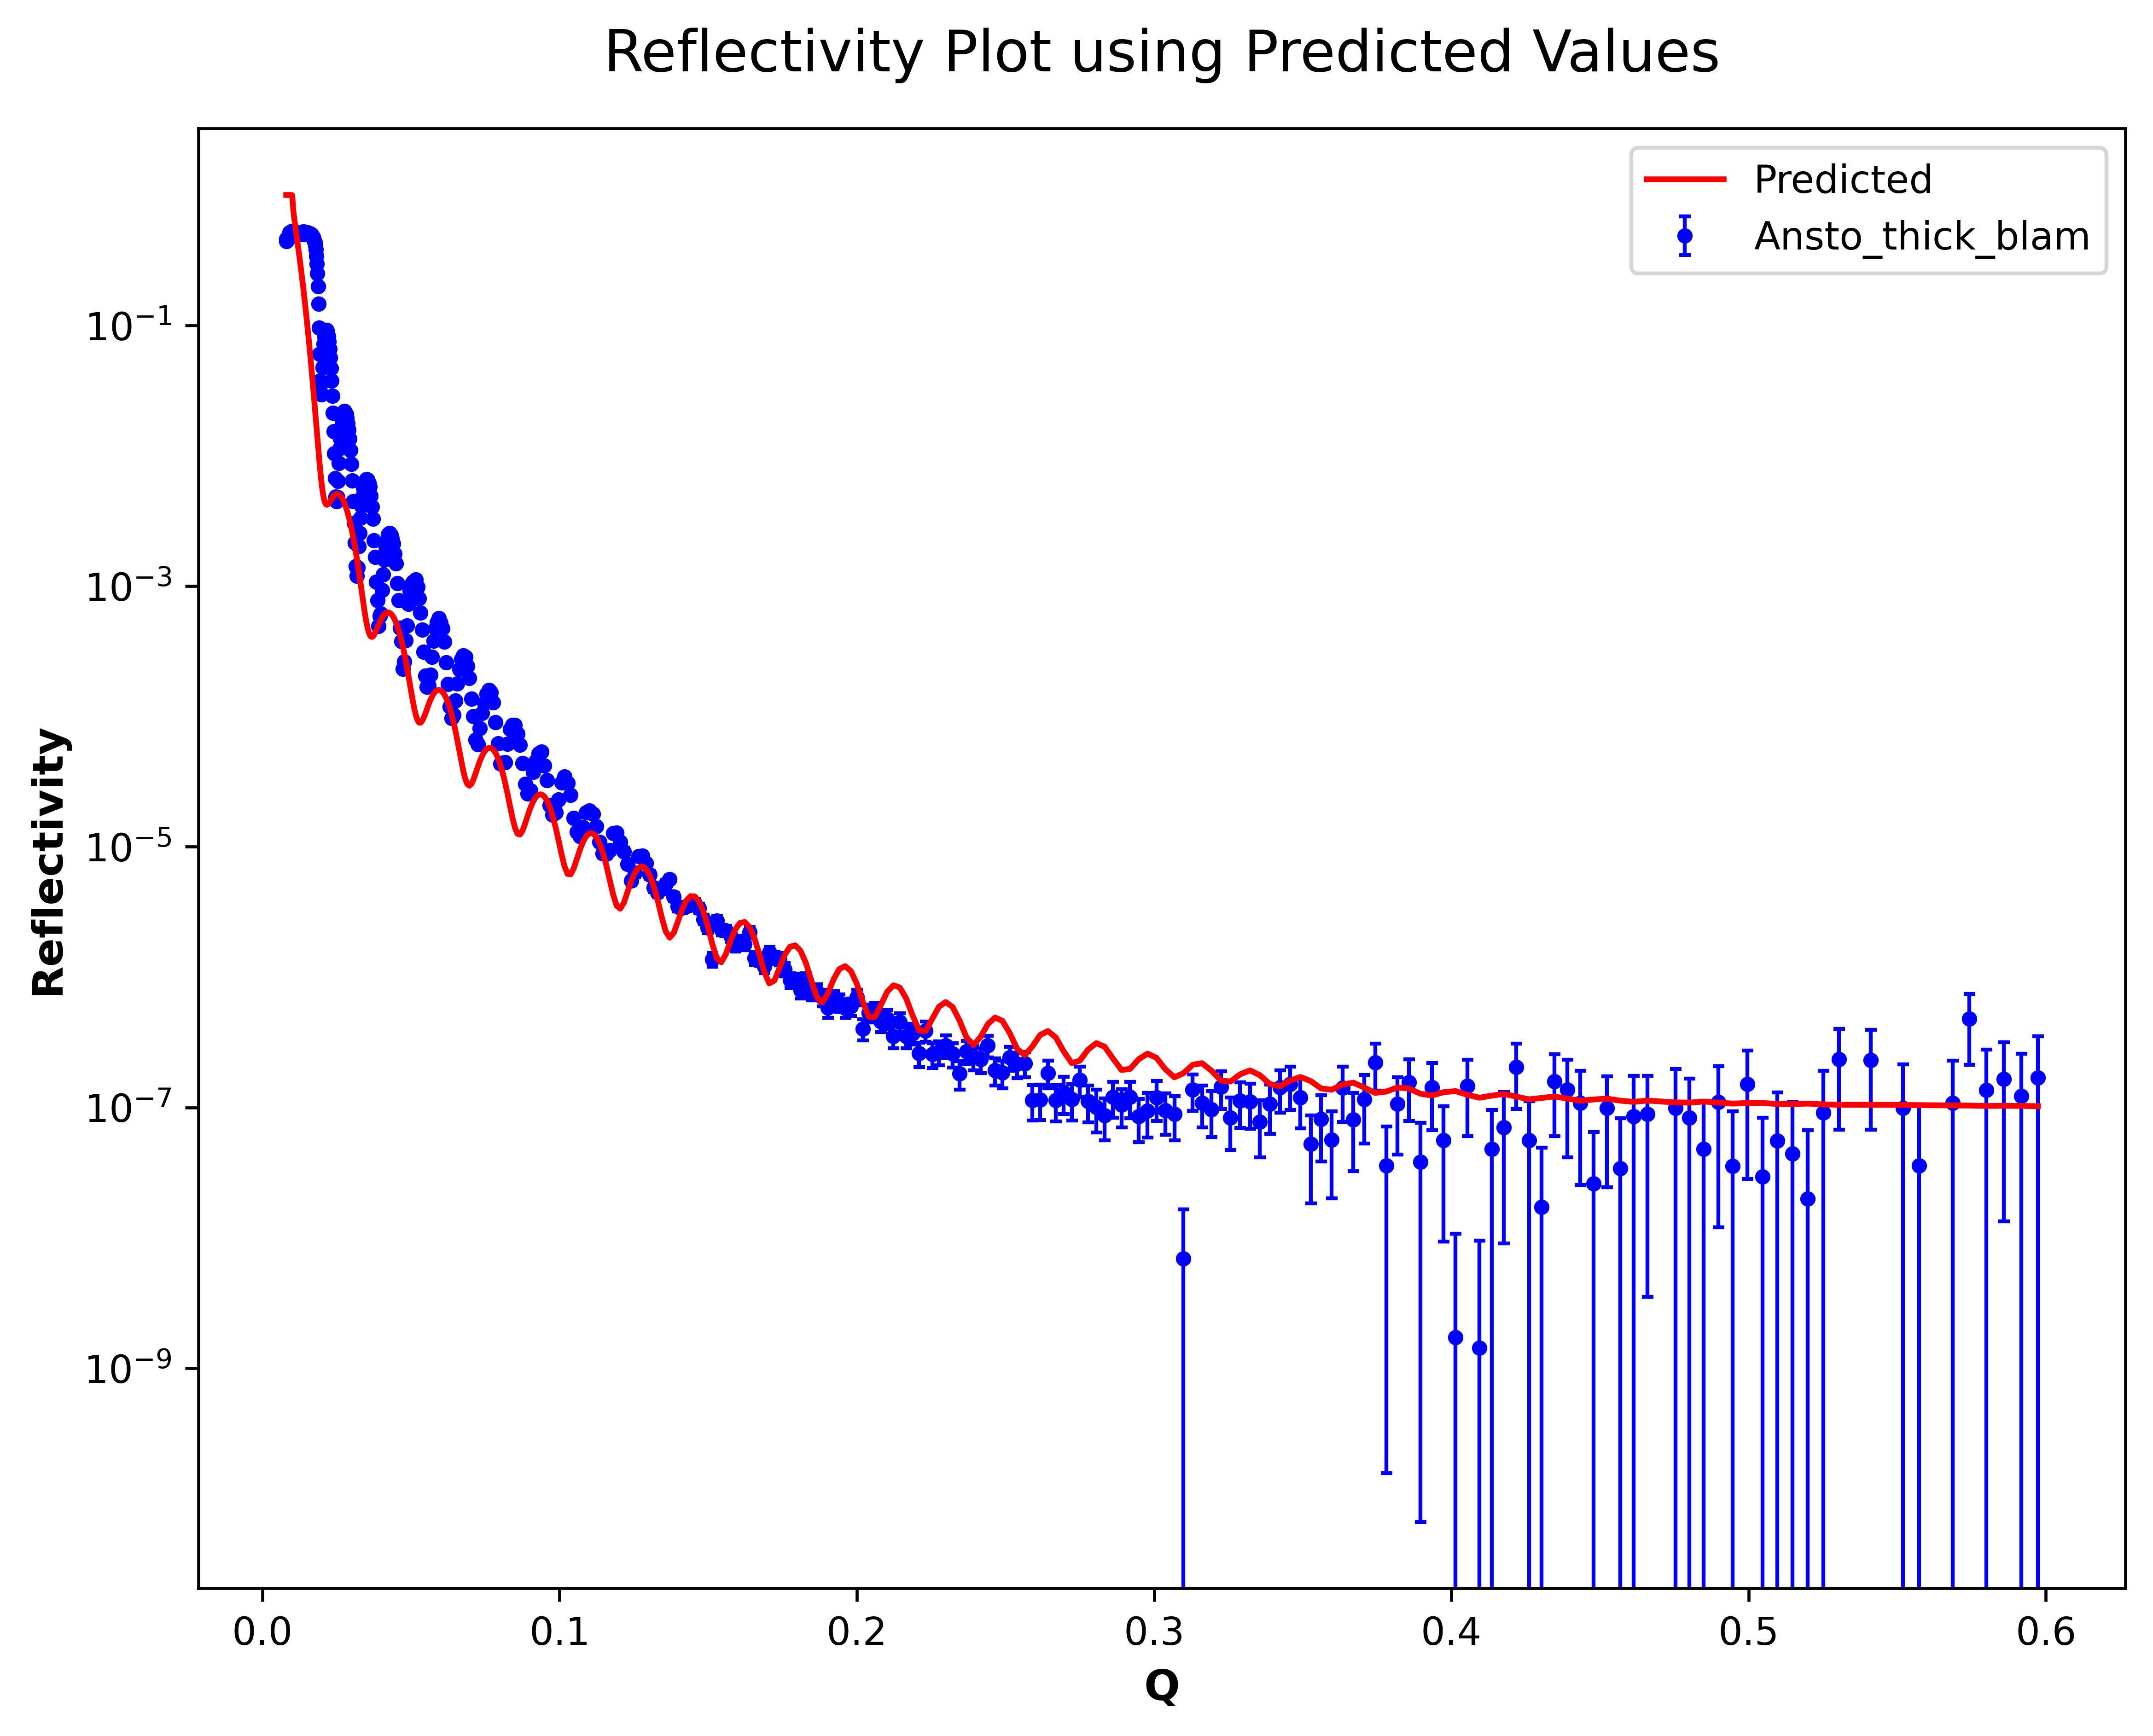 Reflectivity Plot using Predicted Values
Predicted
Ansto_thick_blam
10⁻¹
10⁻³
10⁻⁵
10⁻⁷
10⁻⁹
Reflectivity
0.0 0.1 0.2 0.3 0.4 0.5 0.6
Q